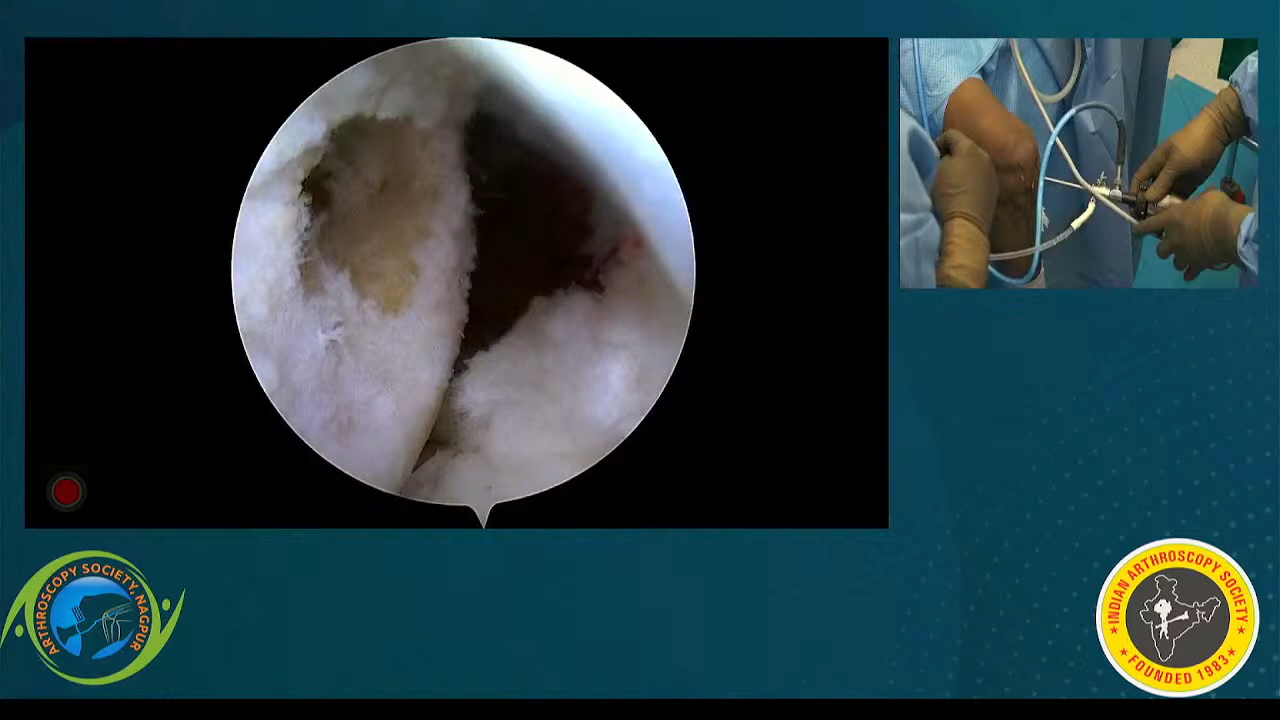 ARTHROSCOPY SOCIETY, NAGPUR
INDIAN ARTHROSCOPY SOCIETY
★ FOUNDED 1983 ★